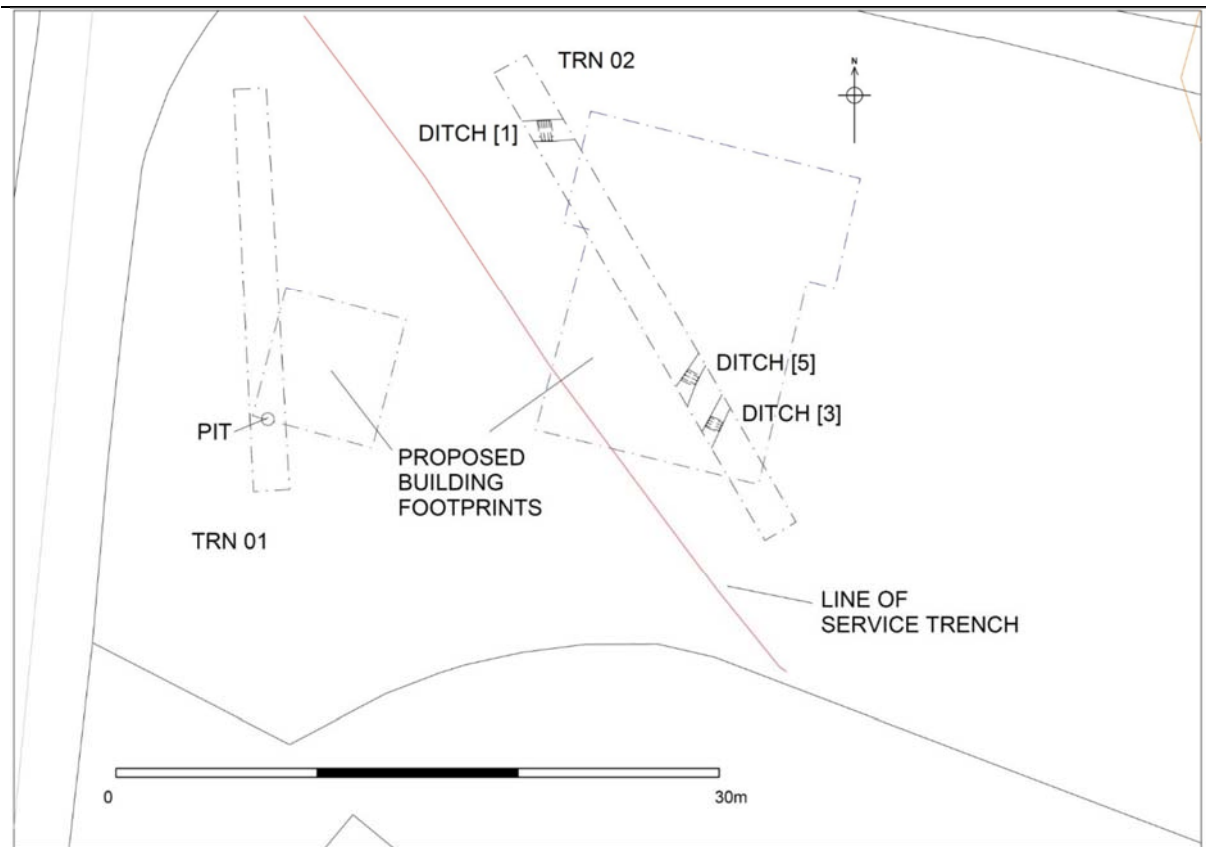 TRN 02
N
DITCH [1]
DITCH [5]
DITCH [3]
PIT
PROPOSED
BUILDING
FOOTPRINTS
TRN 01
LINE OF
SERVICE TRENCH
0
30m